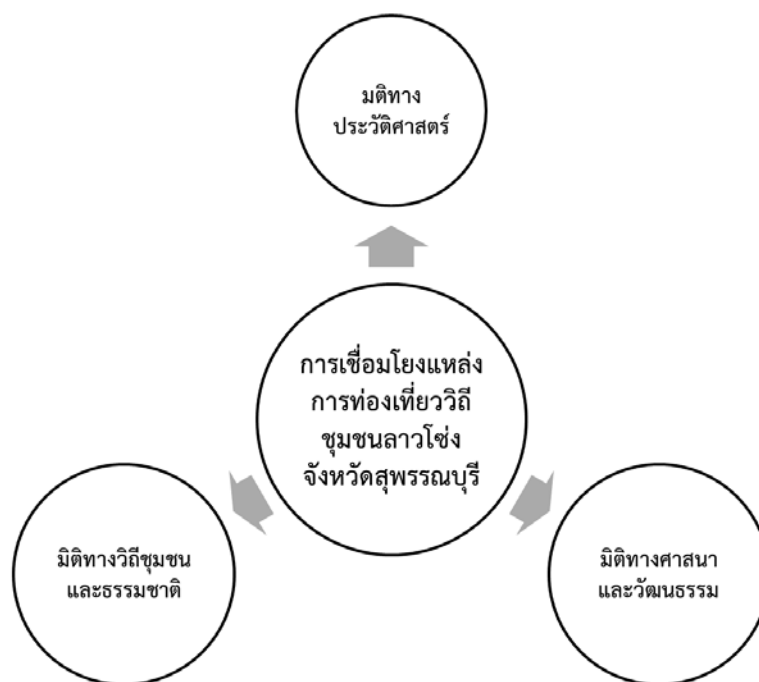 มติทาง
ประวัติศาสตร์
การเชื่อมโยงแหล่ง
การท่องเที่ยววิถี
ชุมชนลาวโซ่ง
จังหวัดสุพรรณบุรี
มิติทางวิถีชุมชน
และธรรมชาติ
มิติทางศาสนา
และวัฒนธรรม